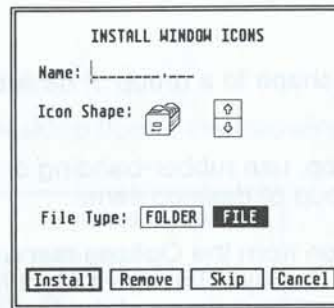 INSTALL WINDOW ICONS
Name: ________.___
Icon Shape:
File Type: FOLDER FILE
Install Remove Skip Cancel